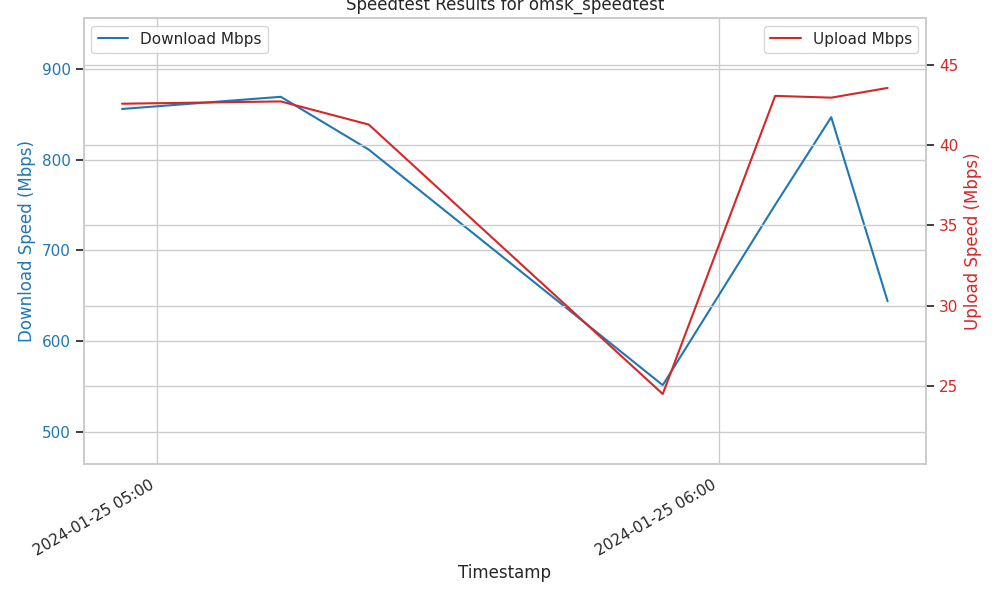 Speedtest Results for omsk_speedtest
Download Mbps
Upload Mbps
900
800
700
600
500
Download Speed (Mbps)
45
40
35
30
25
Upload Speed (Mbps)
2024-01-25 05:00
2024-01-25 06:00
Timestamp